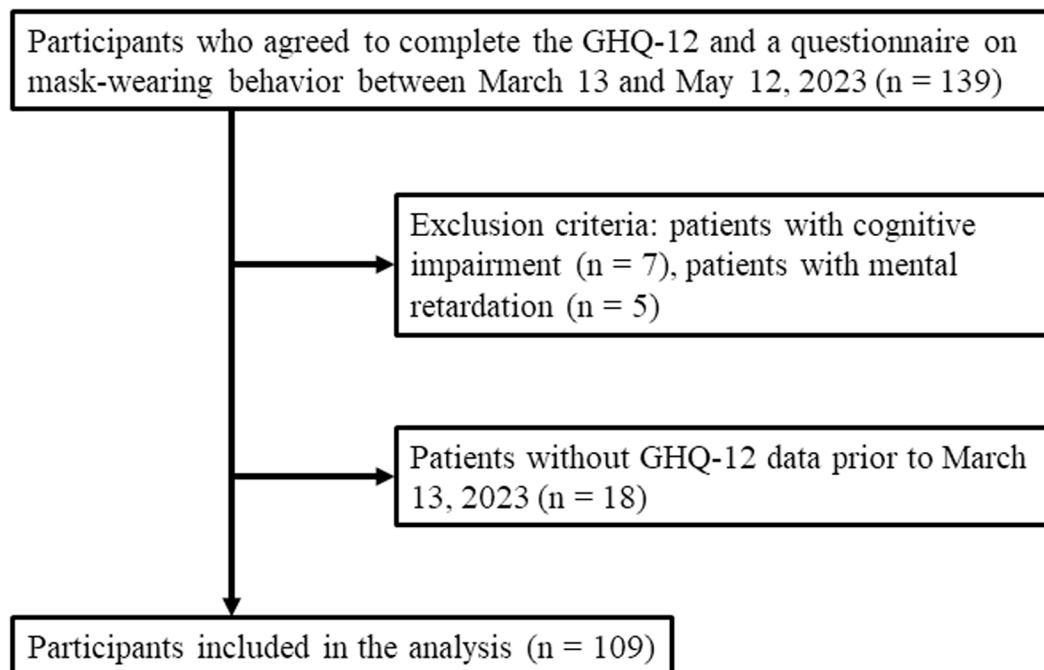 Participants who agreed to complete the GHQ-12 and a questionnaire on
mask-wearing behavior between March 13 and May 12, 2023 (n = 139)
Exclusion criteria: patients with cognitive
impairment (n = 7), patients with mental
retardation (n = 5)
Patients without GHQ-12 data prior to March
13, 2023 (n = 18)
Participants included in the analysis (n = 109)